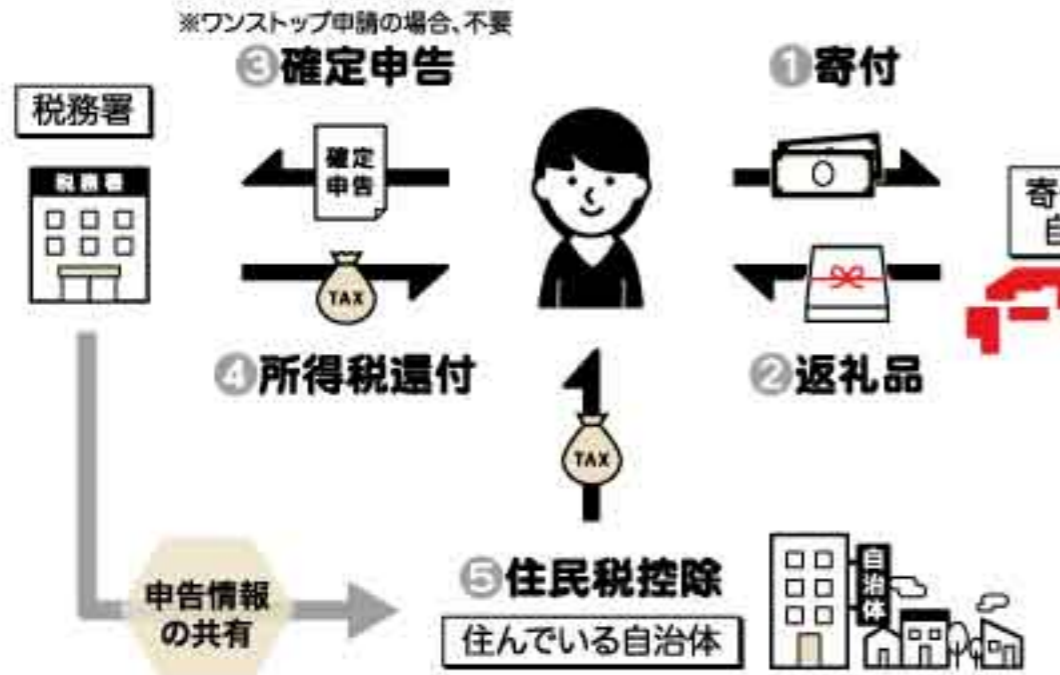 ※ワンストップ申請の場合、不要
③確定申告
①寄付
税務署
税務署
確定
申告
寄
TAX
④所得税還付
②返礼品
TAX
申告情報
の共有
⑤住民税控除
住んでいる自治体
自治体